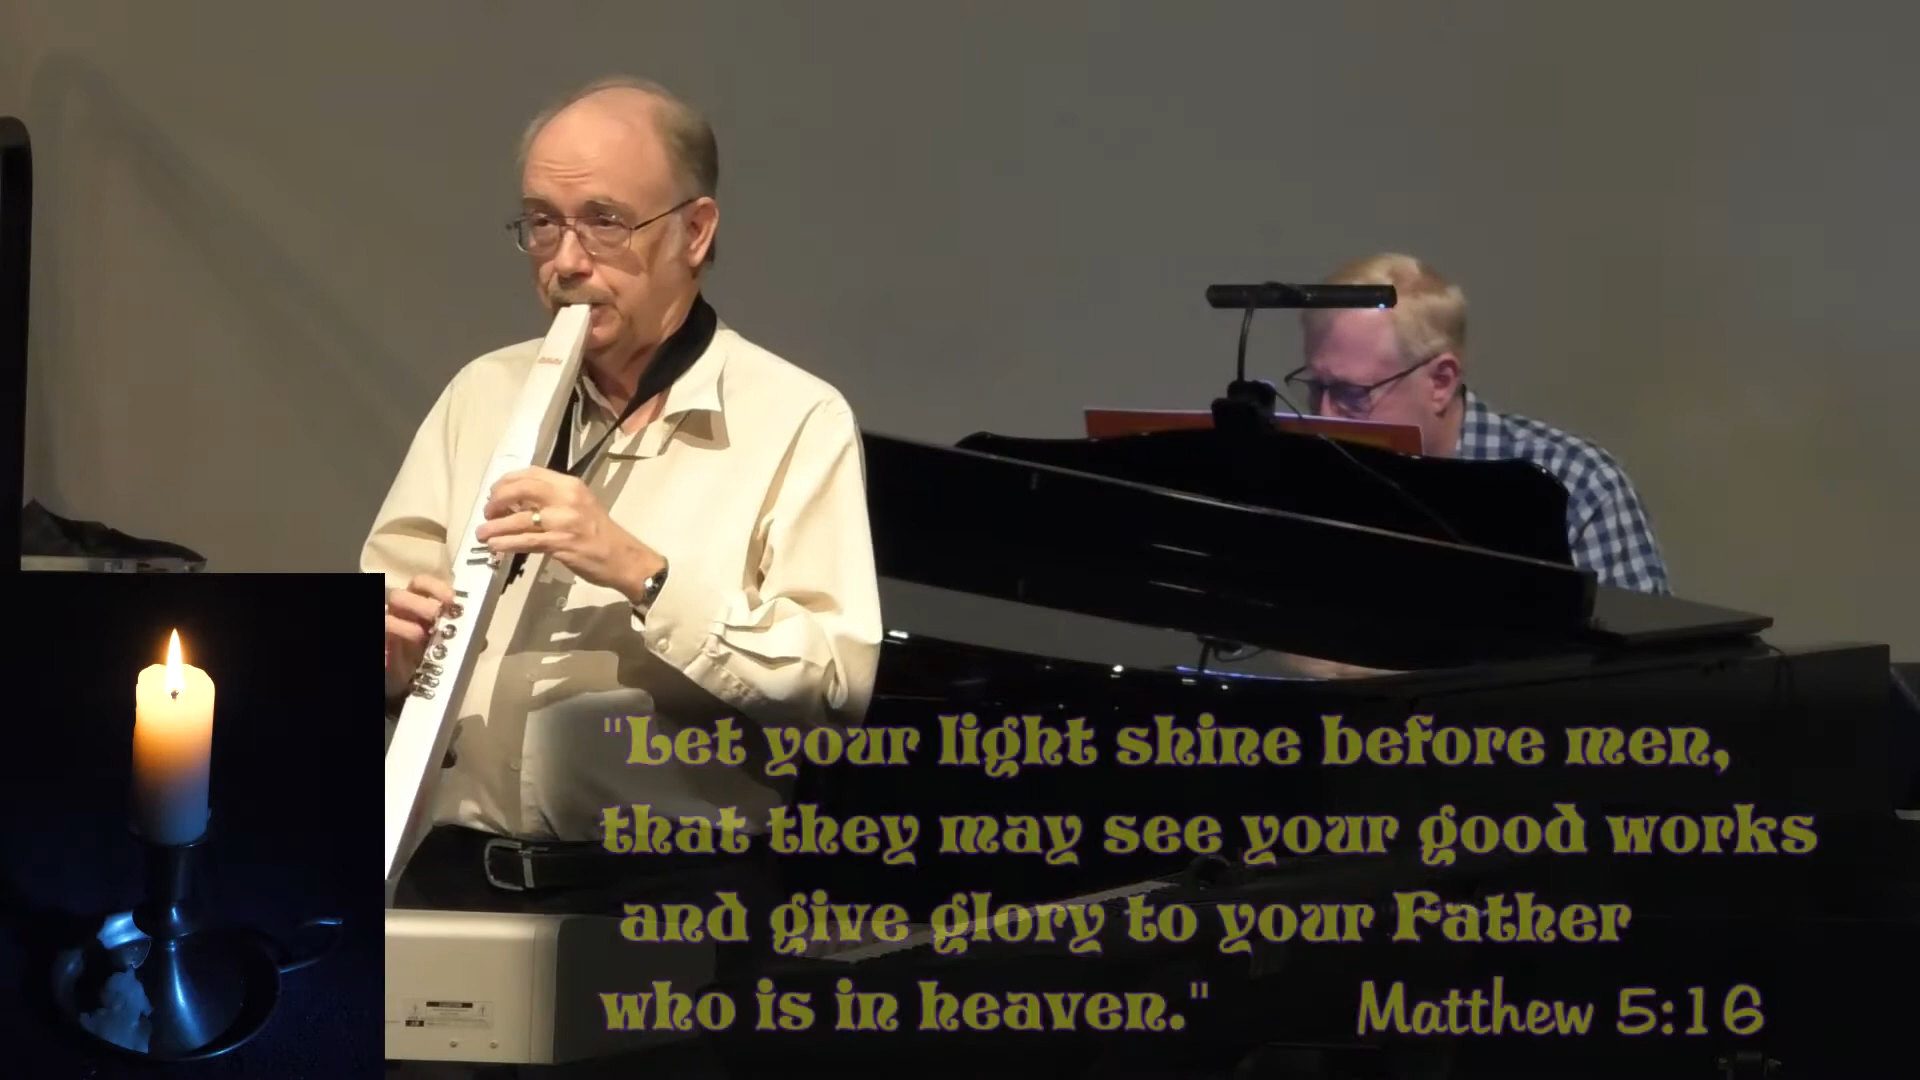 "Let your light shine before men,
that they may see your good works
and give glory to your Father
who is in heaven."
Matthew 5:16